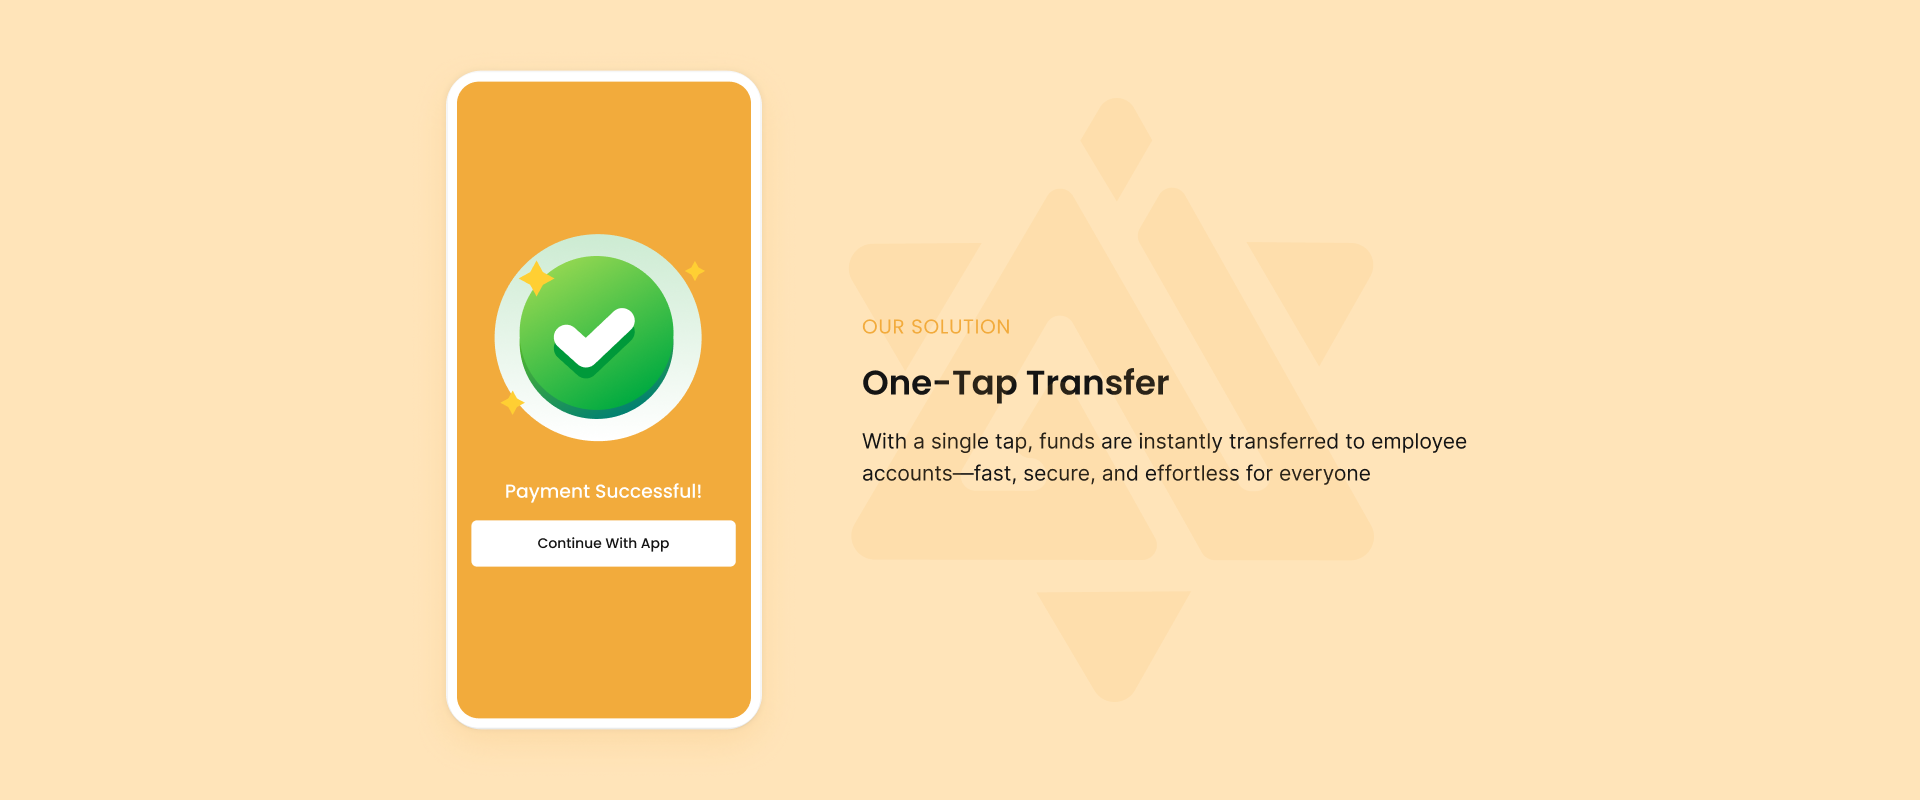 Payment Successful!
Continue With App
OUR SOLUTION
One-Tap Transfer
With a single tap, funds are instantly transferred to employee
accounts—fast, secure, and effortless for everyone